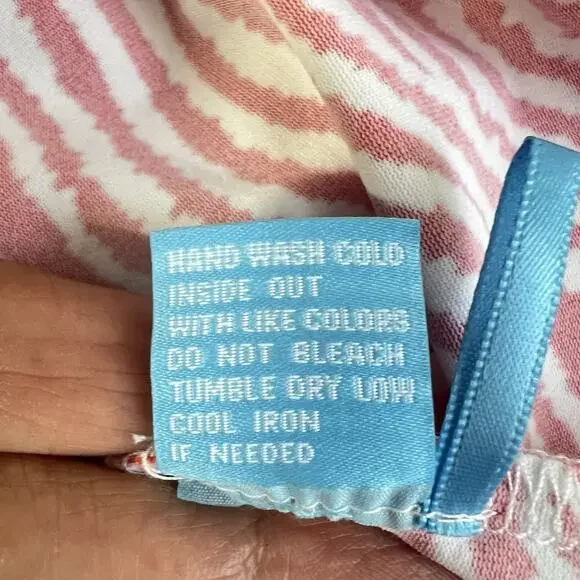 HAND WASH COLD
INSIDE OUT
WITH LIKE COLORS
DO NOT BLEACH
TUMBLE DRY LOW
COOL IRON
IF NEEDED